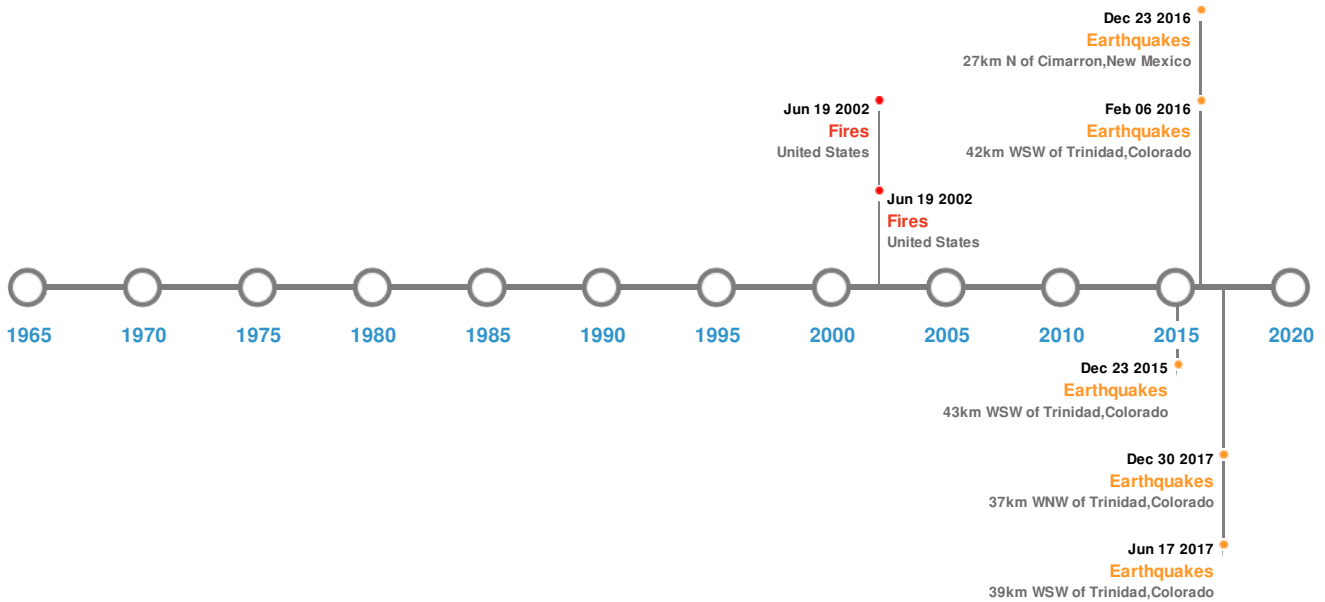 Dec 23 2016
Earthquakes
27km N of Cimarron,New Mexico
Jun 19 2002
Fires
United States
Feb 06 2016
Earthquakes
42km WSW of Trinidad,Colorado
Jun 19 2002
Fires
United States
1965 1970 1975 1980 1985 1990 1995 2000 2005 2010 2015 2020
Dec 23 2015
Earthquakes
43km WSW of Trinidad,Colorado
Dec 30 2017
Earthquakes
37km WNW of Trinidad,Colorado
Jun 17 2017
Earthquakes
39km WSW of Trinidad,Colorado